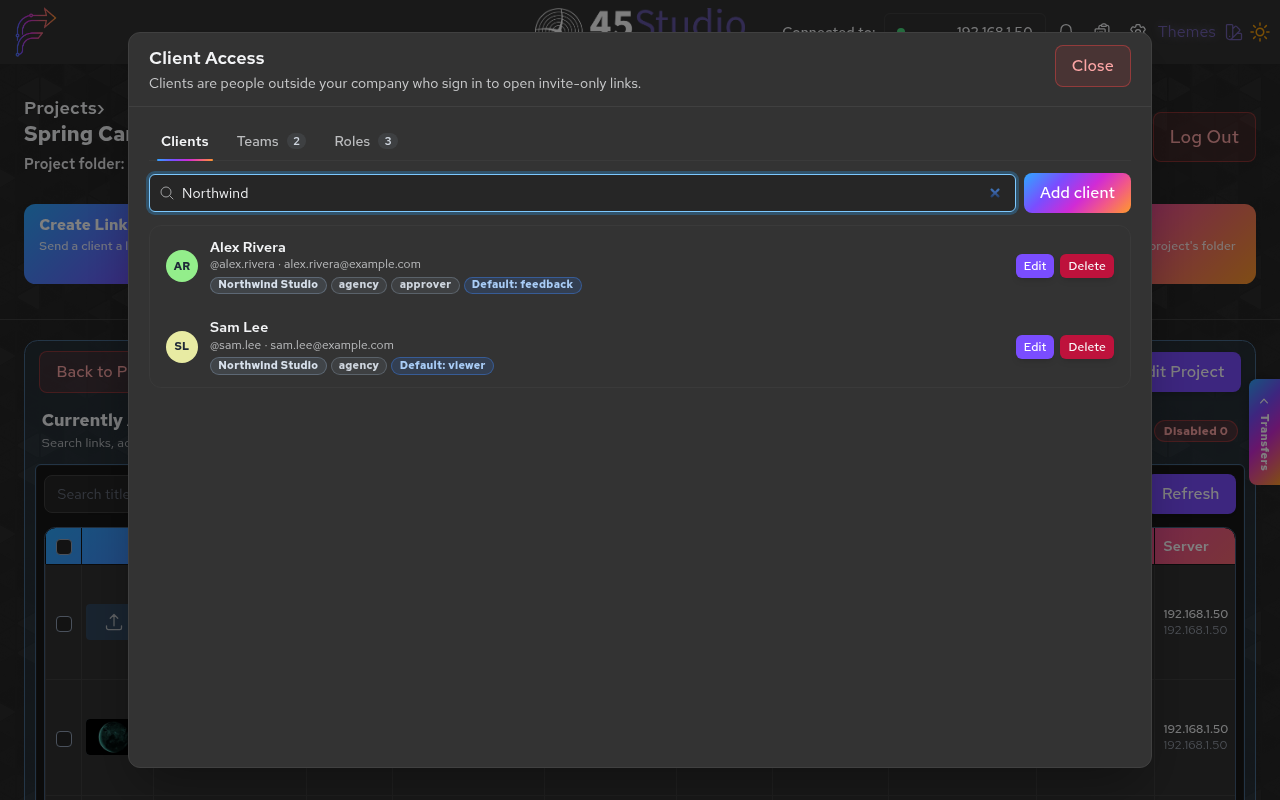 45Studio
Connected to:
192.168.1.50
Themes
Projects›
Spring Ca
Project folder:
Log Out
Create Link
Send a client a l
project's folder
Client Access
Clients are people outside your company who sign in to open invite-only links.
Close
Clients
Teams 2
Roles 3
Northwind
Add client
AR
Alex Rivera
@alex.rivera · alex.rivera@example.com
Northwind Studio agency approver Default: feedback
Edit Delete
SL
Sam Lee
@sam.lee · sam.lee@example.com
Northwind Studio agency Default: viewer
Edit Delete
Back to P
dit Project
Currently
Disabled 0
Search links, ac
Transfers
Search title
Refresh
Server
192.168.1.50
192.168.1.50
192.168.1.50
192.168.1.50